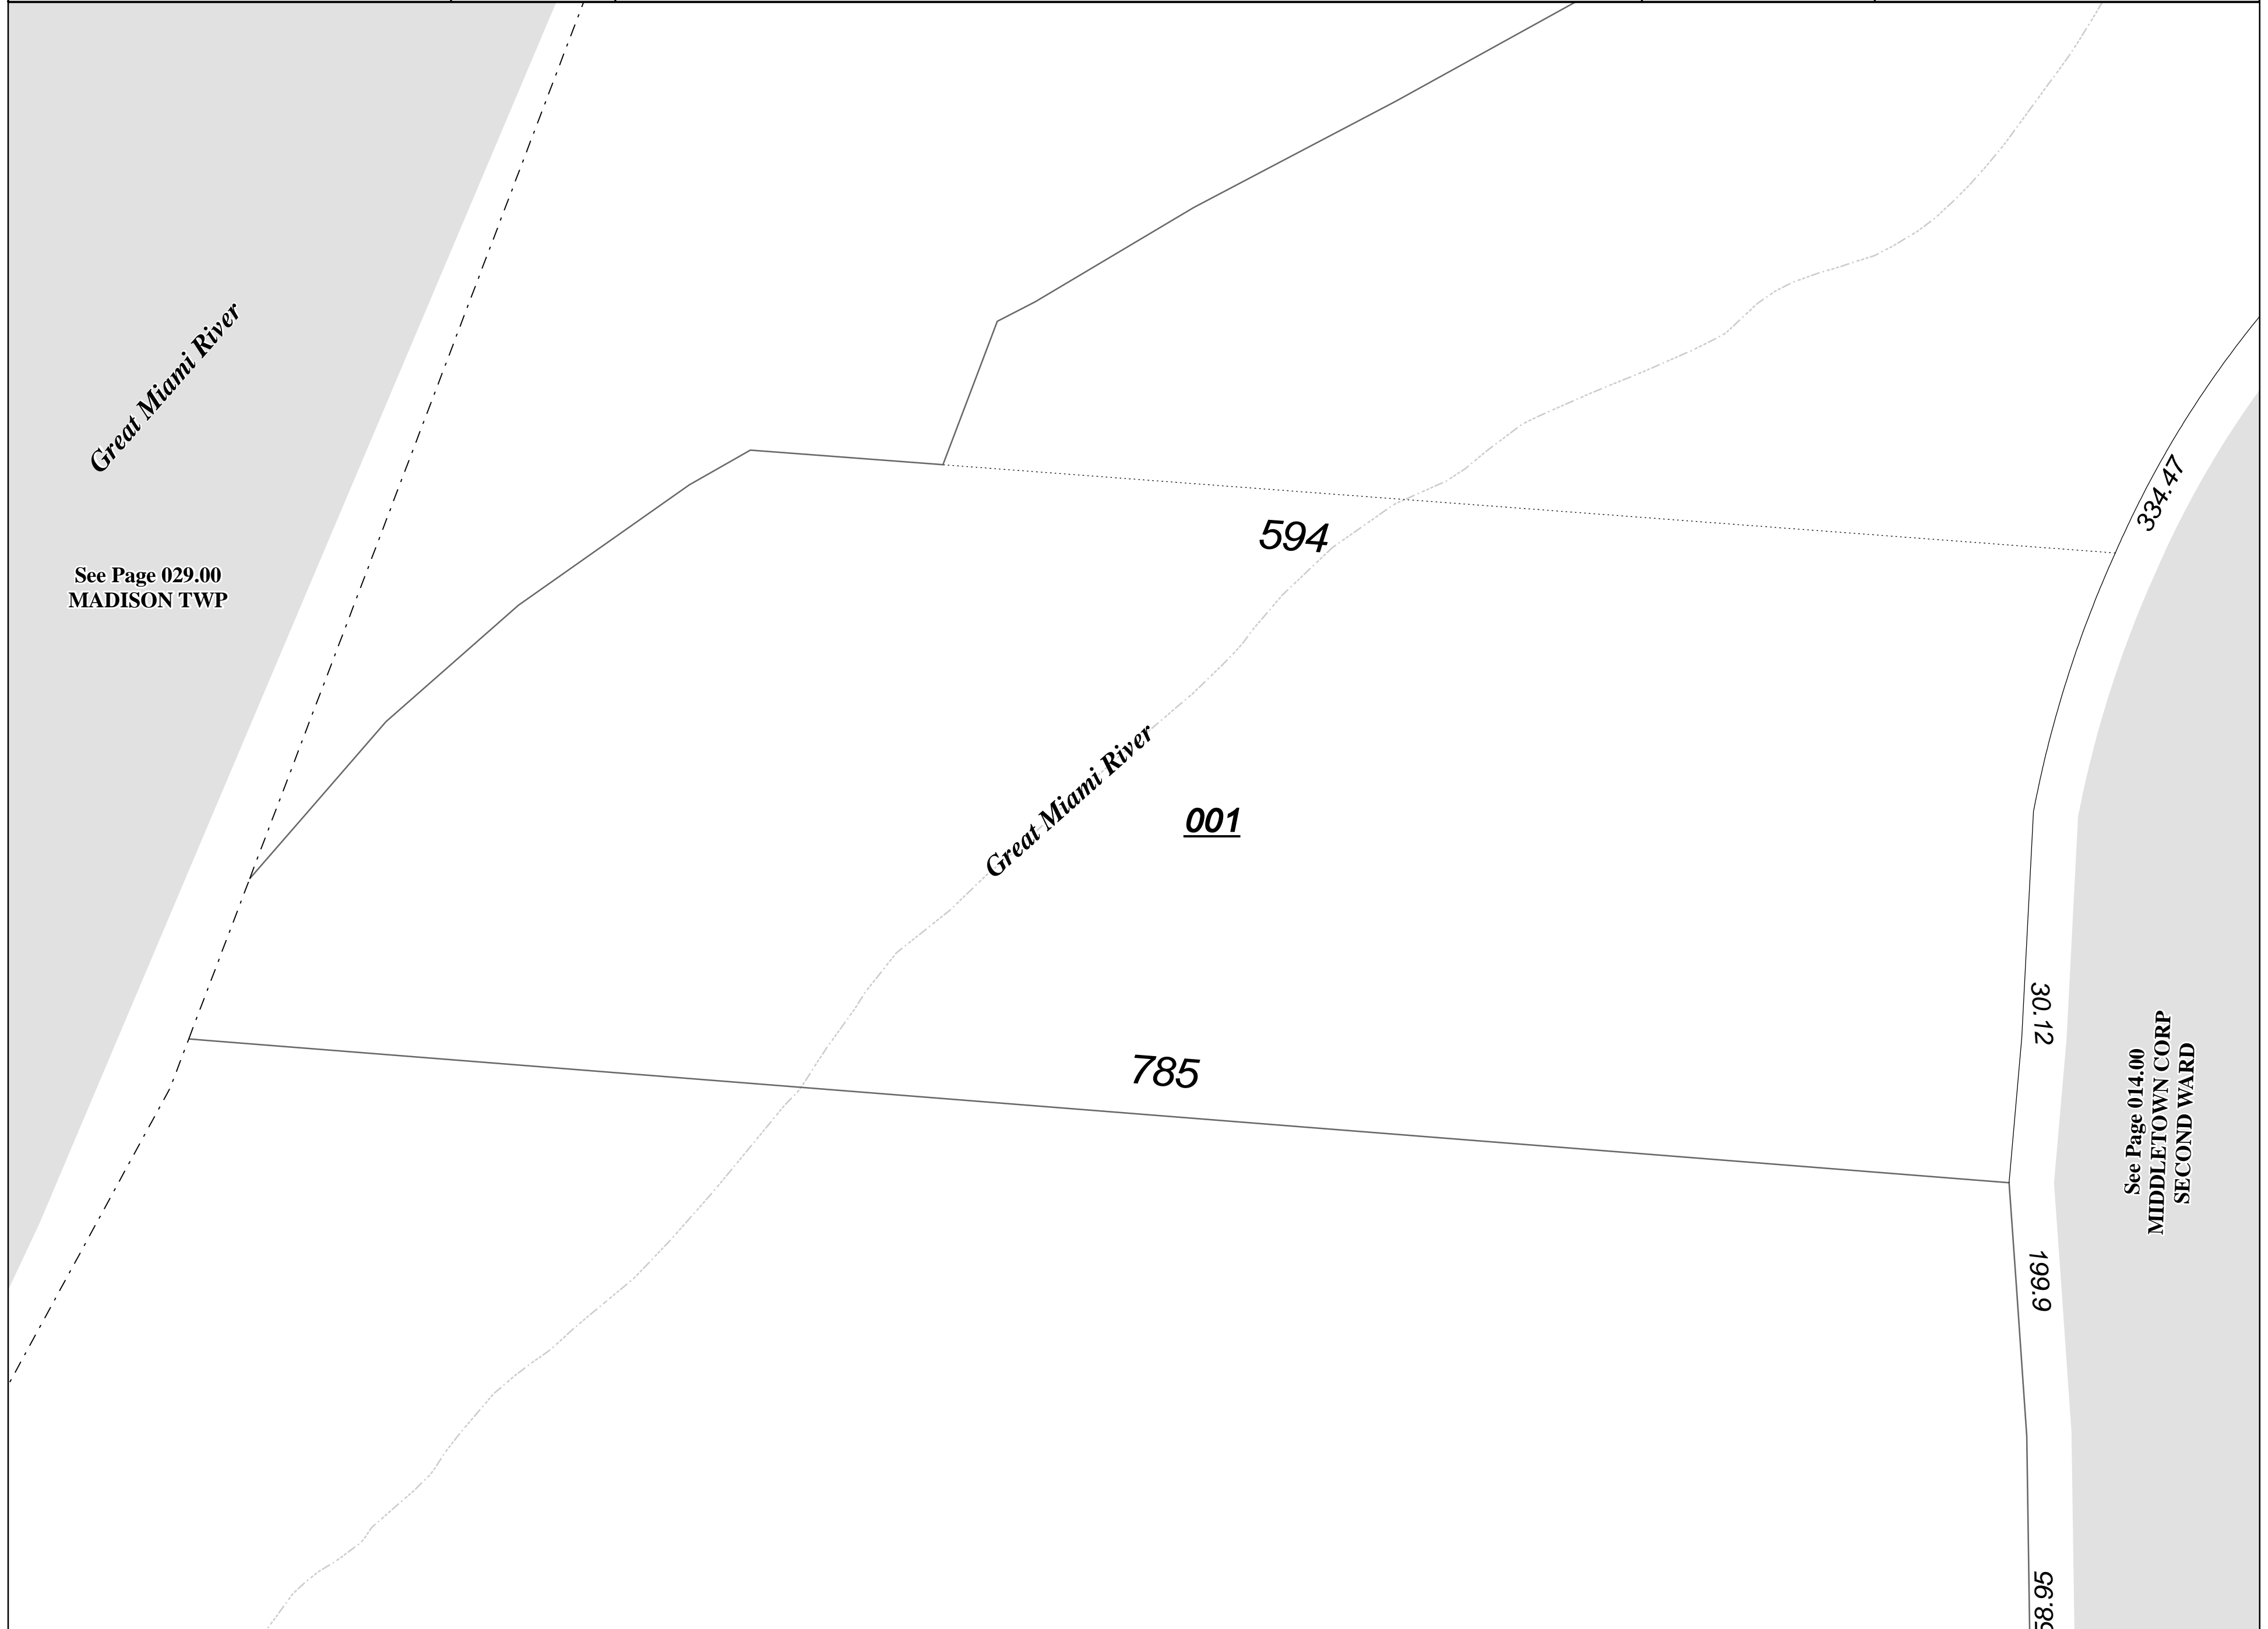 Great Miami River
334.47
594
See Page 029.00
MADISON TWP
Great Miami River
001
30.12
785
See Page 014.00
MIDDLETOWN CORP
SECOND WARD
199.9